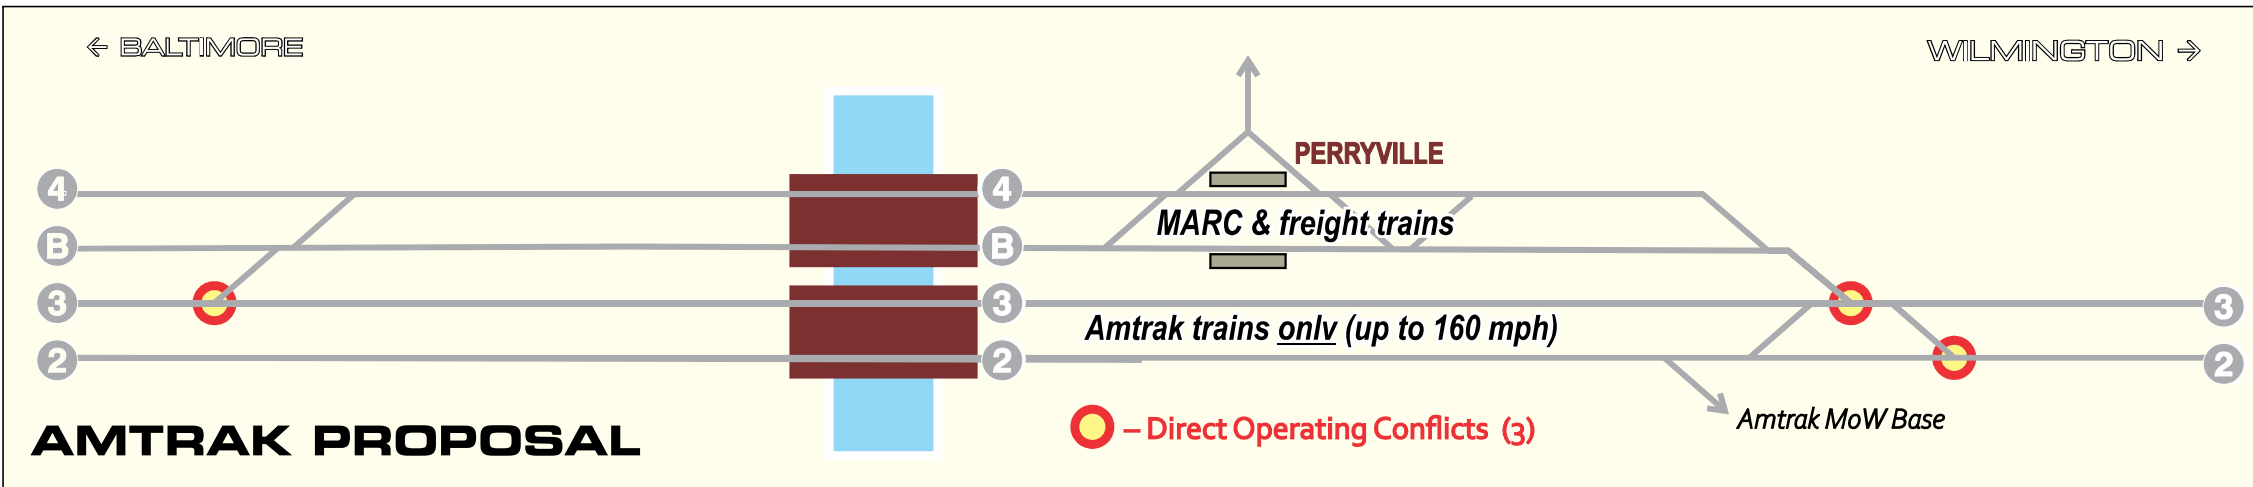 ← BALTIMORE
WILMINGTON →
PERRYVILLE
4
4
MARC & freight trains
B
B
3
3
3
Amtrak trains only (up to 160 mph)
2
2
2
Amtrak MoW Base
– Direct Operating Conflicts (3)
AMTRAK PROPOSAL